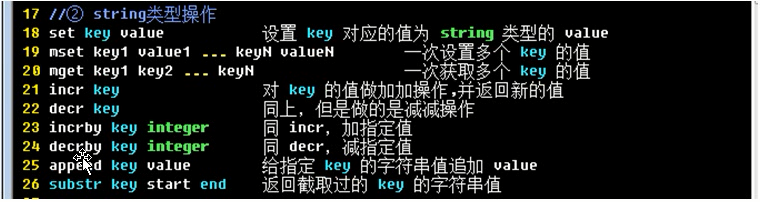 17 //② string类型操作
18 set key value 设置 key 对应的值为 string 类型的 value
19 mset key1 value1 ... keyN valueN 一次设置多个 key 的值
20 mget key1 key2 ... keyN 一次获取多个 key 的值
21 incr key 对 key 的值做加加操作,并返回新的值
22 decr key 同上，但是做的是减减操作
23 incrby key integer 同 incr，加指定值
24 decrby key integer 同 decr，减指定值
25 append key value 给指定 key 的字符串值追加 value
26 substr key start end 返回截取过的 key 的字符串值